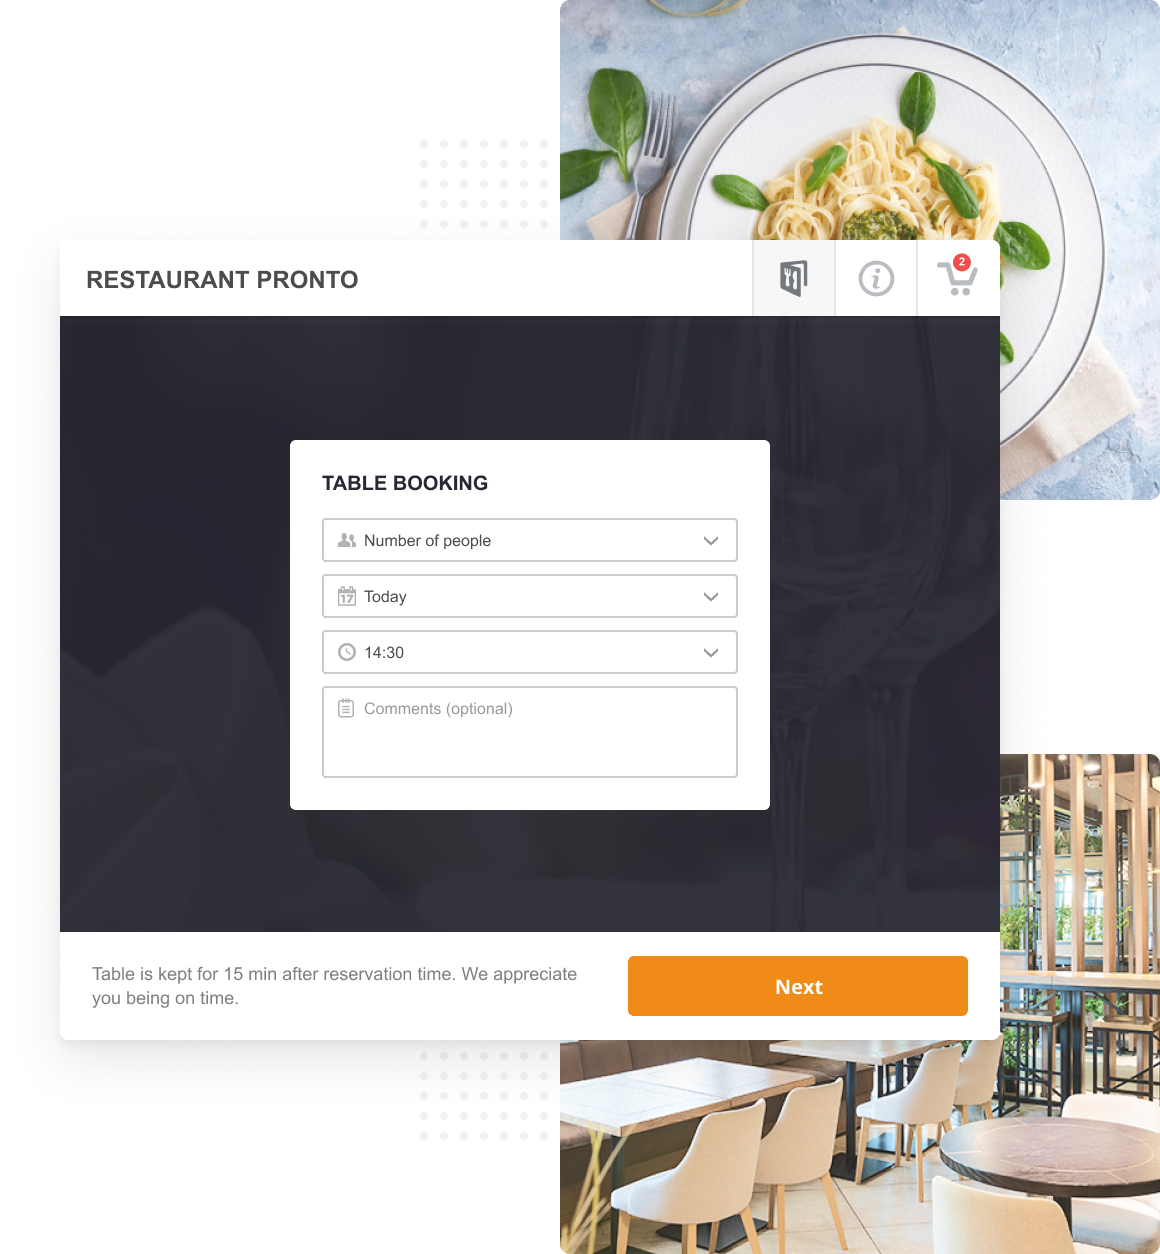 RESTAURANT PRONTO
2
TABLE BOOKING
Number of people
17
Today
14:30
Comments (optional)
Table is kept for 15 min after reservation time. We appreciate
you being on time.
Next